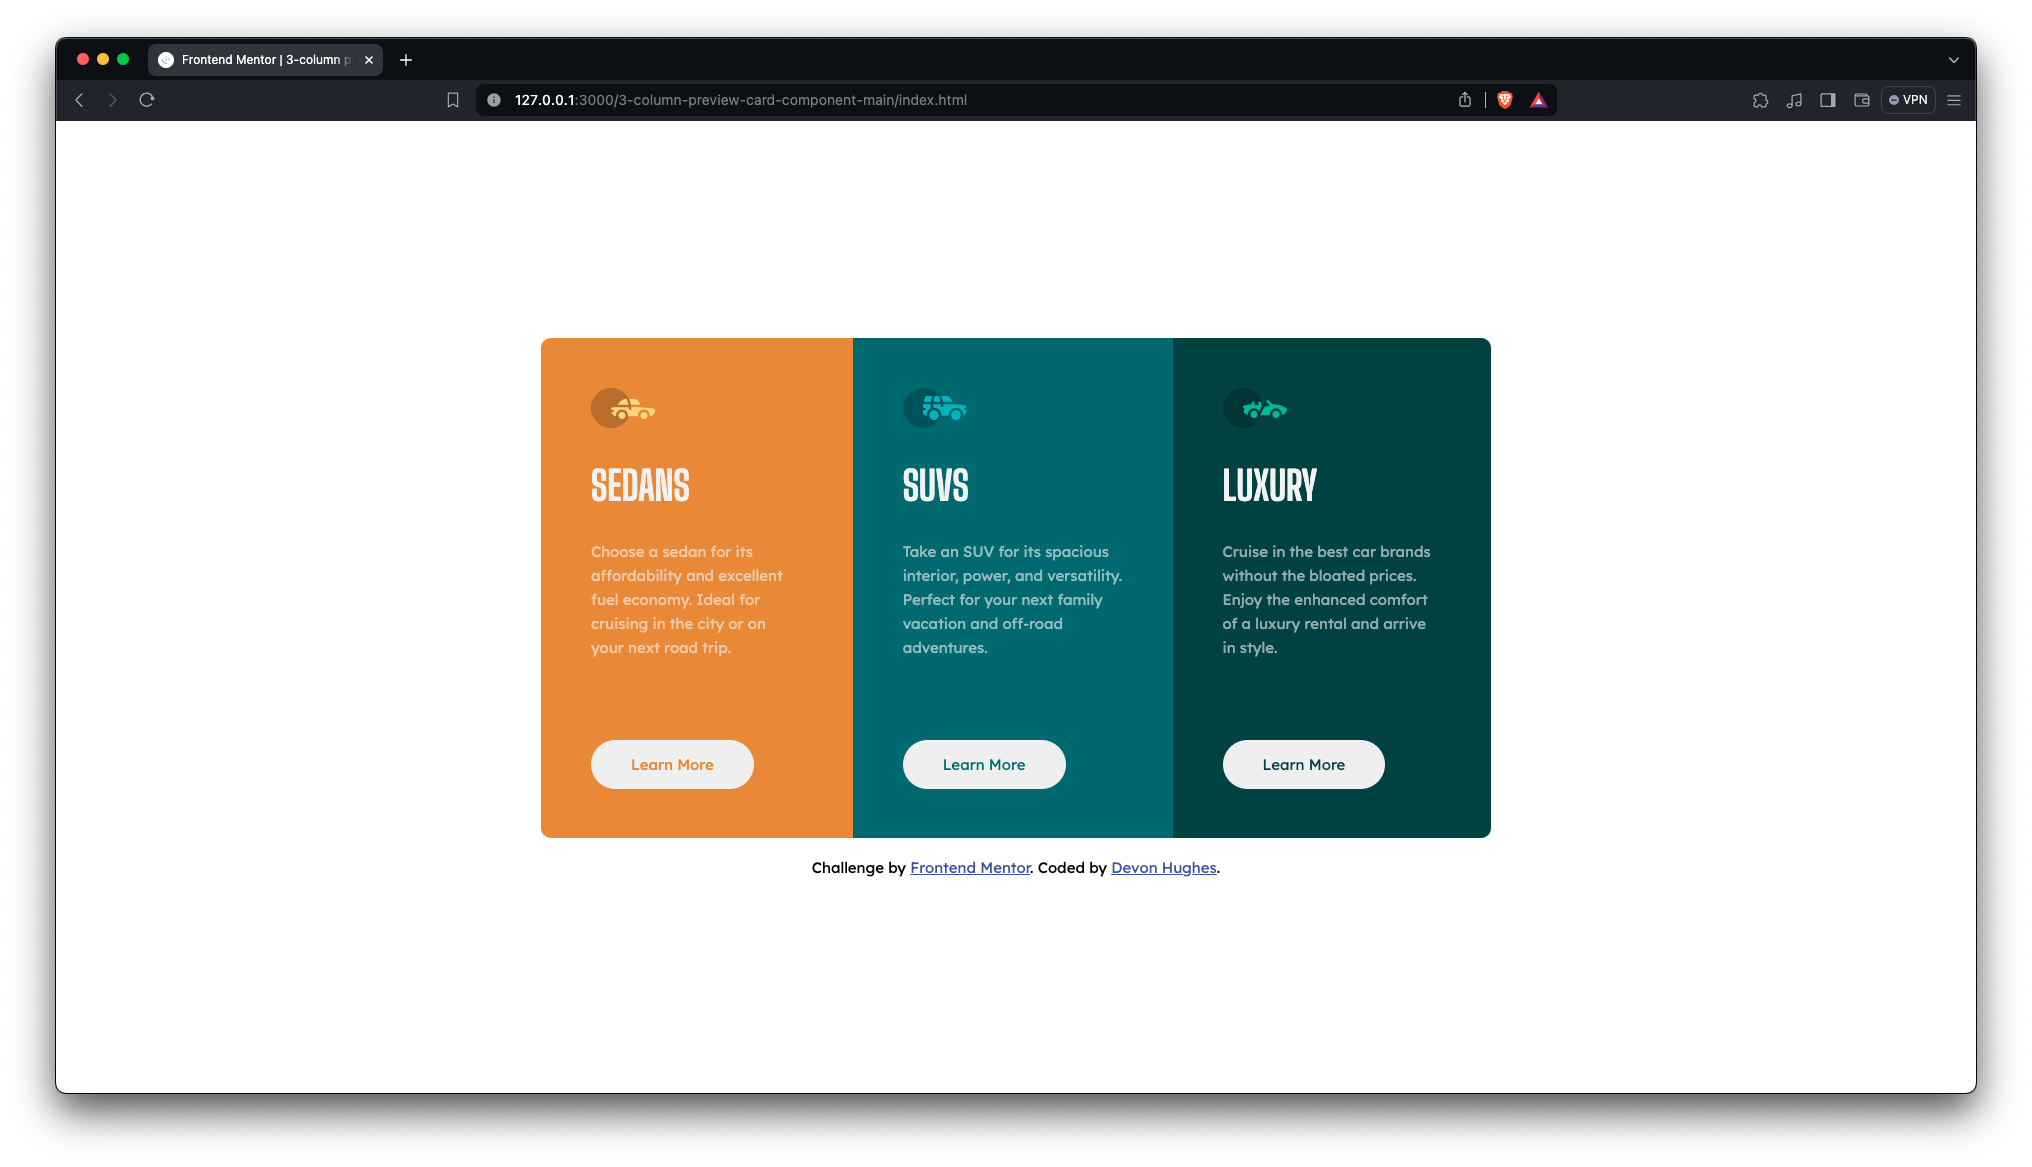 Frontend Mentor | 3-column p
127.0.0.1:3000/3-column-preview-card-component-main/index.html
VPN
SEDANS
Choose a sedan for its
affordability and excellent
fuel economy. Ideal for
cruising in the city or on
your next road trip.
Learn More
SUVS
Take an SUV for its spacious
interior, power, and versatility.
Perfect for your next family
vacation and off-road
adventures.
Learn More
LUXURY
Cruise in the best car brands
without the bloated prices.
Enjoy the enhanced comfort
of a luxury rental and arrive
in style.
Learn More
Challenge by Frontend Mentor. Coded by Devon Hughes.